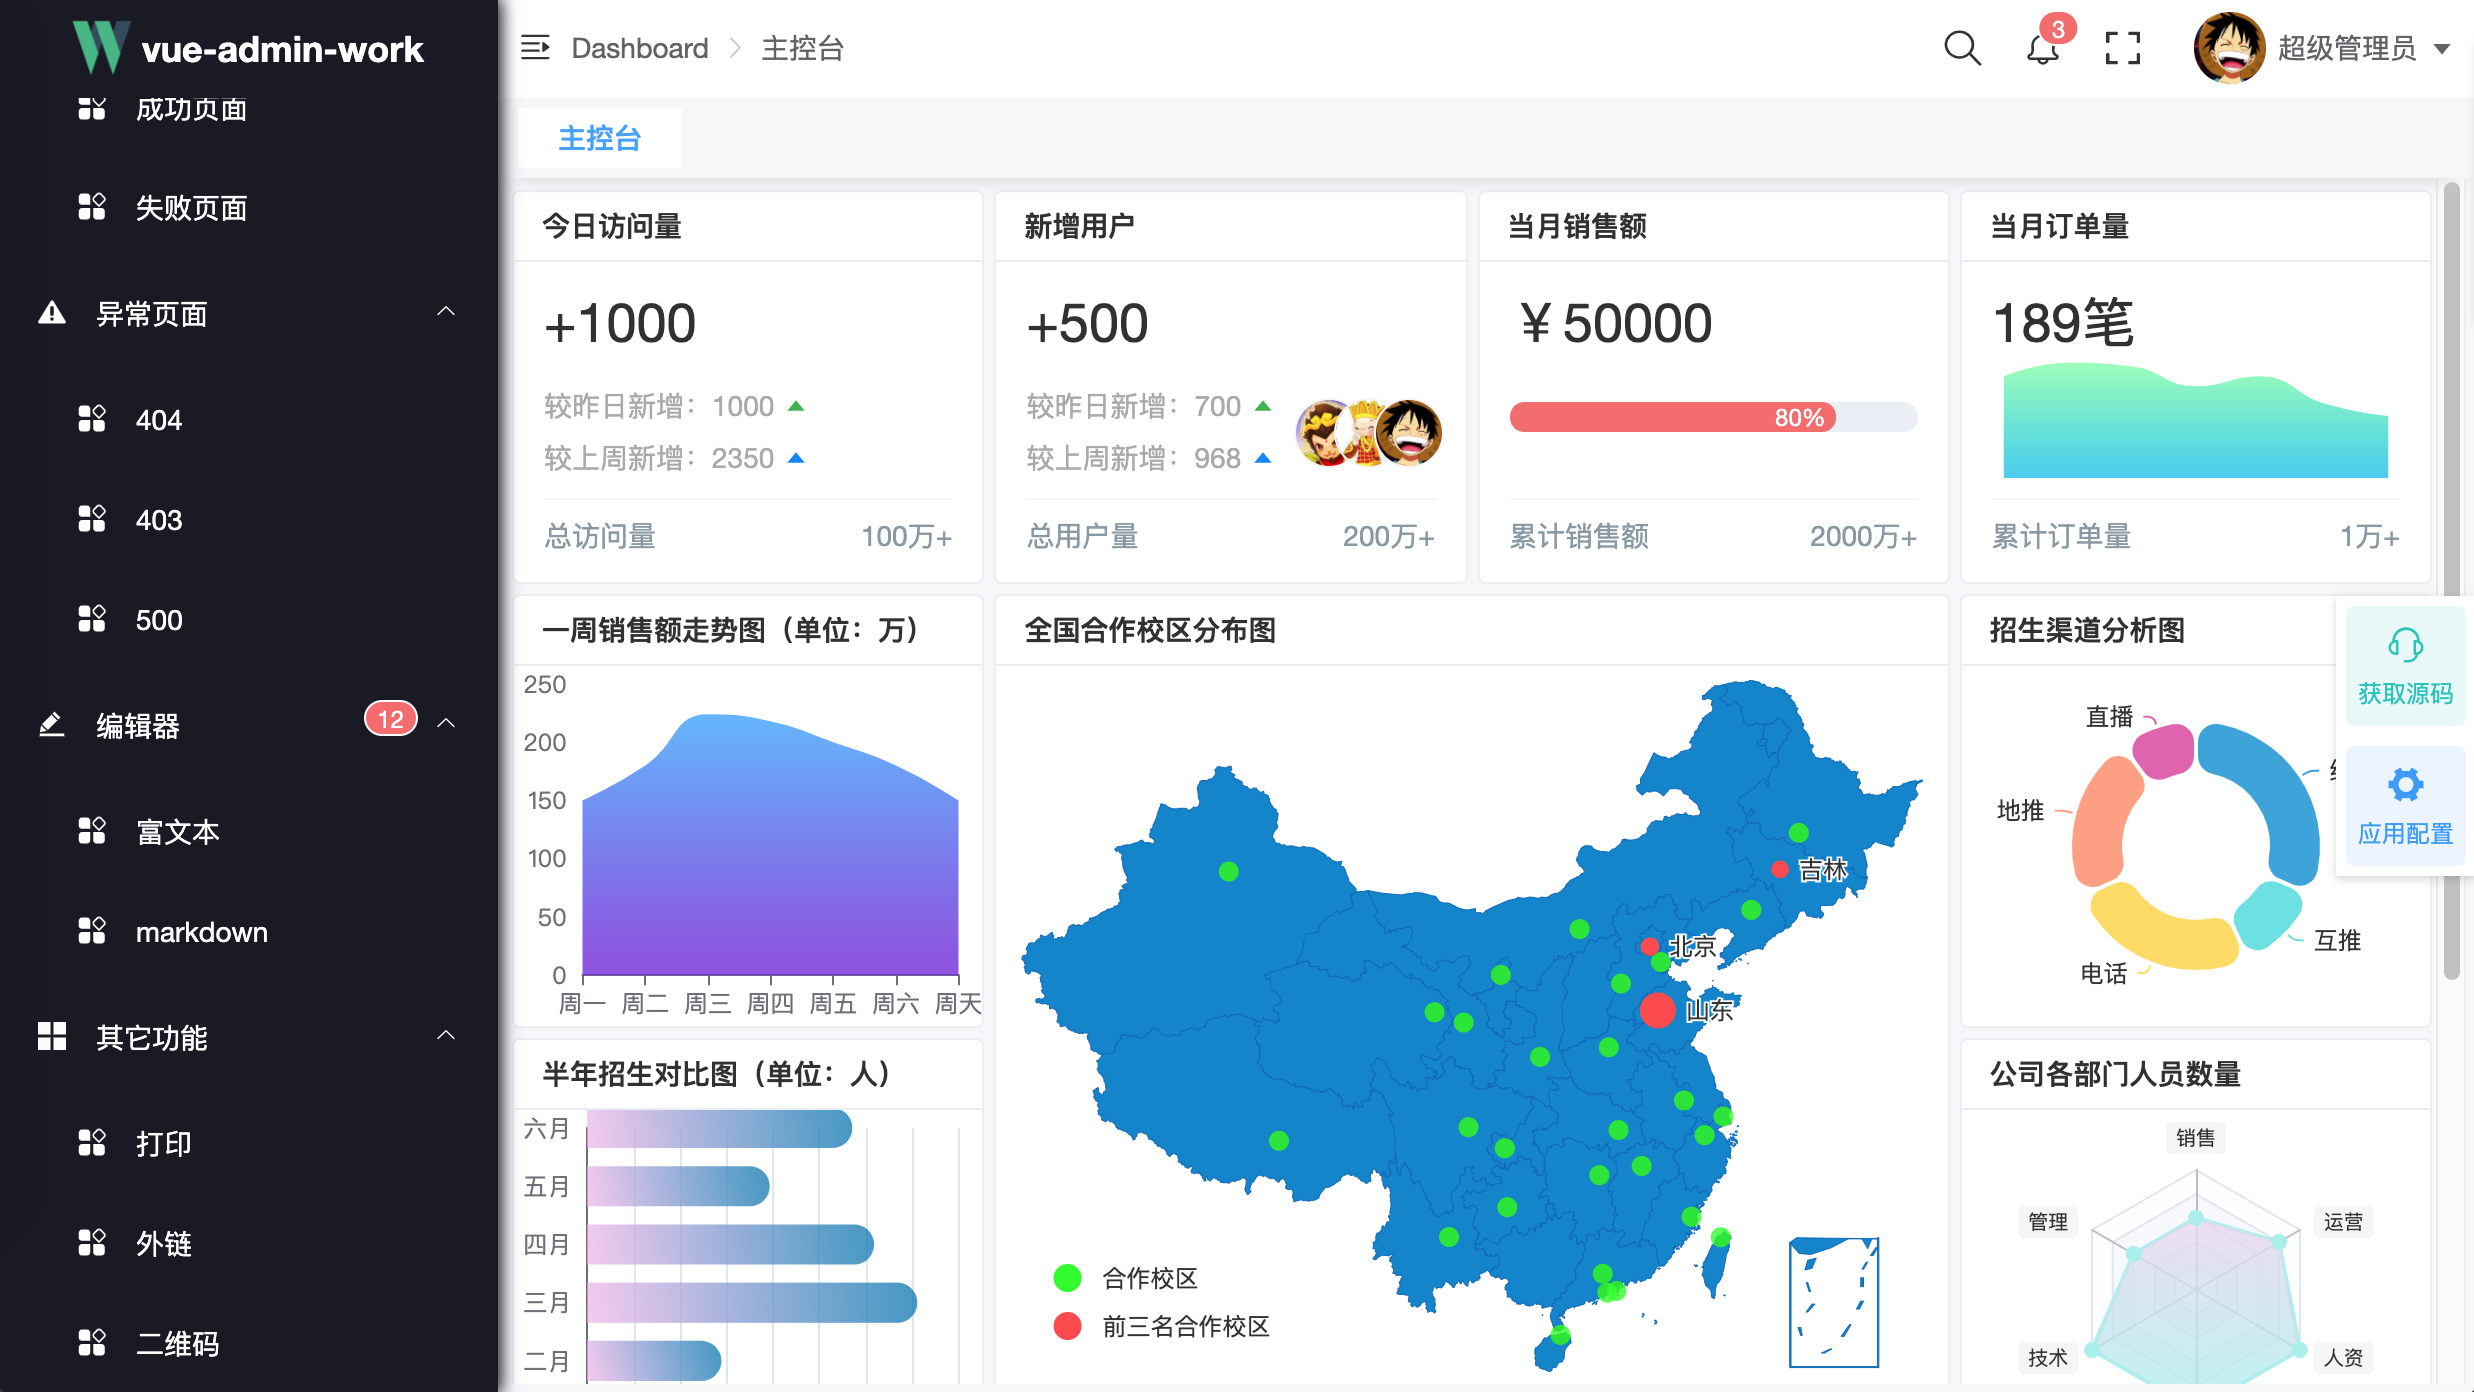 vue-admin-work
成功页面
失败页面
异常页面
404
403
500
编辑器
12
富文本
markdown
其它功能
打印
外链
二维码
Dashboard
主控台
3
超级管理员
主控台
今日访问量
+1000
较昨日新增：1000
较上周新增：2350
总访问量 100万+
新增用户
+500
较昨日新增：700
较上周新增：968
总用户量 200万+
当月销售额
￥50000
80%
累计销售额 2000万+
当月订单量
189笔
累计订单量 1万+
一周销售额走势图（单位：万）
250
200
150
100
50
0
周一 周二 周三 周四 周五 周六 周天
全国合作校区分布图
吉林
北京
山东
合作校区
前三名合作校区
招生渠道分析图
直播
地推
电话
互推
获取源码
应用配置
半年招生对比图（单位：人）
六月
五月
四月
三月
二月
公司各部门人员数量
销售
管理
运营
技术
人资